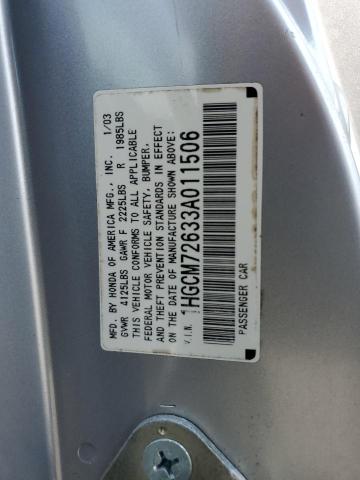 MFD. BY HONDA OF AMERICA MFG., INC. 1/03
GVWR 4125LBS GAWR F 2225LBS R 1985LBS
THIS VEHICLE CONFORMS TO ALL APPLICABLE
FEDERAL MOTOR VEHICLE SAFETY, BUMPER,
AND THEFT PREVENTION STANDARDS IN EFFECT
ON THE DATE OF MANUFACTURE SHOWN ABOVE:
V.I.N. 1HGCM72633A011506
PASSENGER CAR